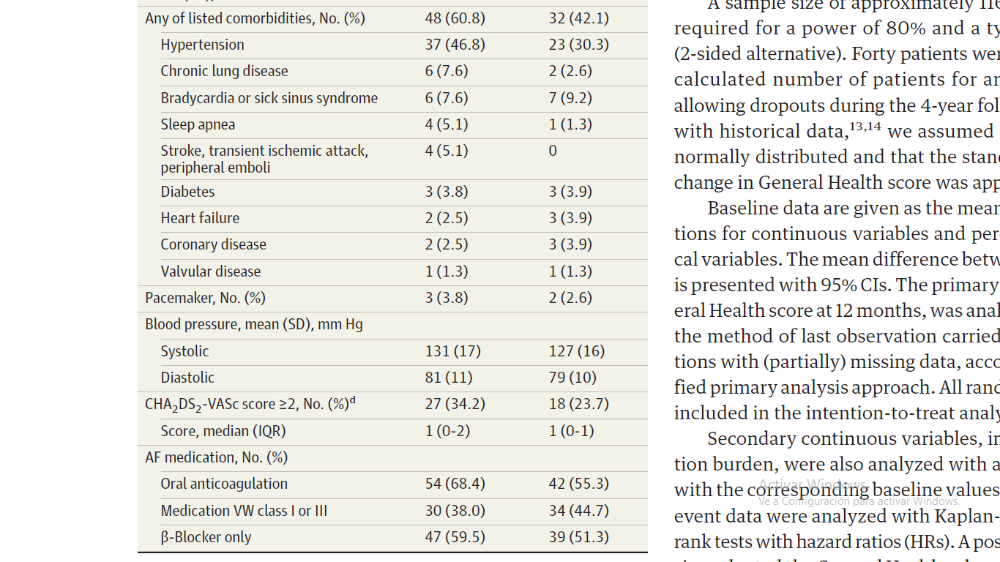 Any of listed comorbidities, No. (%) 48 (60.8) 32 (42.1)
Hypertension 37 (46.8) 23 (30.3)
Chronic lung disease 6 (7.6) 2 (2.6)
Bradycardia or sick sinus syndrome 6 (7.6) 7 (9.2)
Sleep apnea 4 (5.1) 1 (1.3)
Stroke, transient ischemic attack, 4 (5.1) 0
peripheral emboli
Diabetes 3 (3.8) 3 (3.9)
Heart failure 2 (2.5) 3 (3.9)
Coronary disease 2 (2.5) 3 (3.9)
Valvular disease 1 (1.3) 1 (1.3)
Pacemaker, No. (%) 3 (3.8) 2 (2.6)
Blood pressure, mean (SD), mm Hg
Systolic 131 (17) 127 (16)
Diastolic 81 (11) 79 (10)
CHA₂DS₂-VASc score ≥2, No. (%)ᵈ 27 (34.2) 18 (23.7)
Score, median (IQR) 1 (0-2) 1 (0-1)
AF medication, No. (%)
Oral anticoagulation 54 (68.4) 42 (55.3)
Medication VW class I or III 30 (38.0) 34 (44.7)
β-Blocker only 47 (59.5) 39 (51.3)
A sample size of approximately 116
required for a power of 80% and a ty
(2-sided alternative). Forty patients wer
calculated number of patients for an
allowing dropouts during the 4-year fol
with historical data,¹³,¹⁴ we assumed
normally distributed and that the stand
change in General Health score was app
Baseline data are given as the mean
tions for continuous variables and per
cal variables. The mean difference betw
is presented with 95% CIs. The primary
eral Health score at 12 months, was anal
the method of last observation carried
tions with (partially) missing data, acco
fied primary analysis approach. All rand
included in the intention-to-treat analy
Secondary continuous variables, in
tion burden, were also analyzed with a
with the corresponding baseline values
event data were analyzed with Kaplan-
rank tests with hazard ratios (HRs). A pos
Activar Windows
Ve a Configuración para activar Windows.